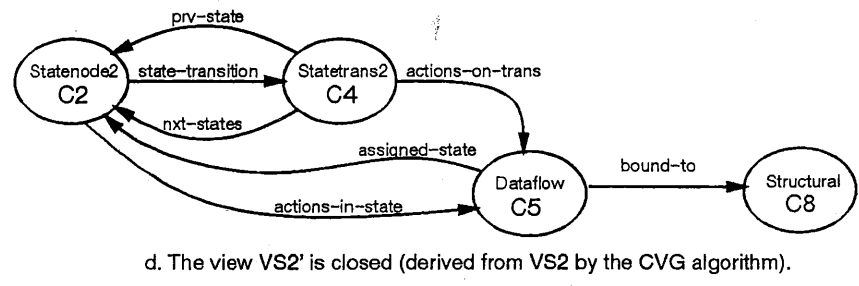 prv-state
Statenode2
C2
state-transition
Statetrans2
C4
actions-on-trans
nxt-states
assigned-state
actions-in-state
Dataflow
C5
bound-to
Structural
C8
d. The view VS2' is closed (derived from VS2 by the CVG algorithm).